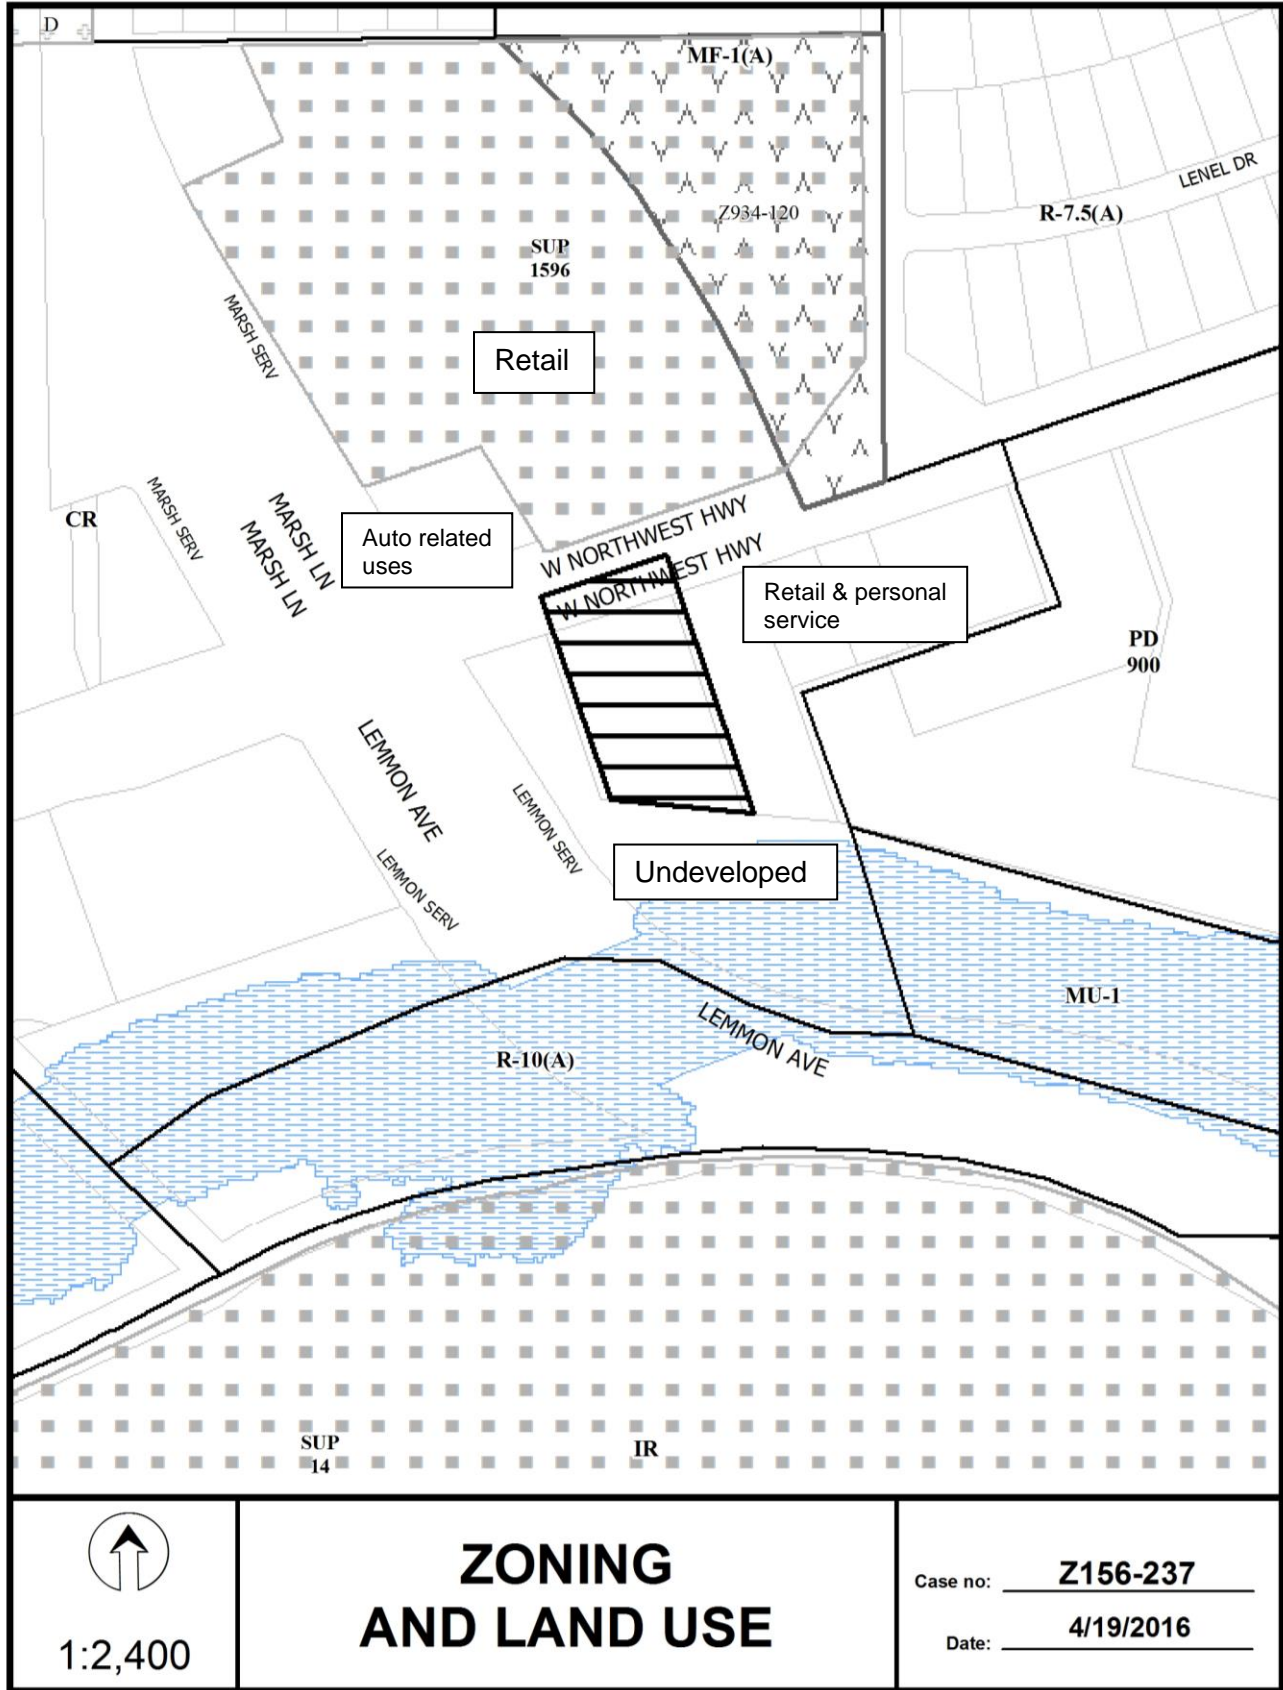 D
MF-1(A)
LENEL DR
Z934-120
R-7.5(A)
SUP
1596
MARSH SERV
Retail
MARSH SERV
CR
MARSH LN
MARSH LN
Auto related
uses
W NORTHWEST HWY
W NORTHWEST HWY
Retail & personal
service
PD
900
LEMMON AVE
LEMMON SERV
LEMMON SERV
Undeveloped
MU-1
LEMMON AVE
R-10(A)
SUP
14
IR
1:2,400
ZONING
AND LAND USE
Case no: Z156-237
Date: 4/19/2016